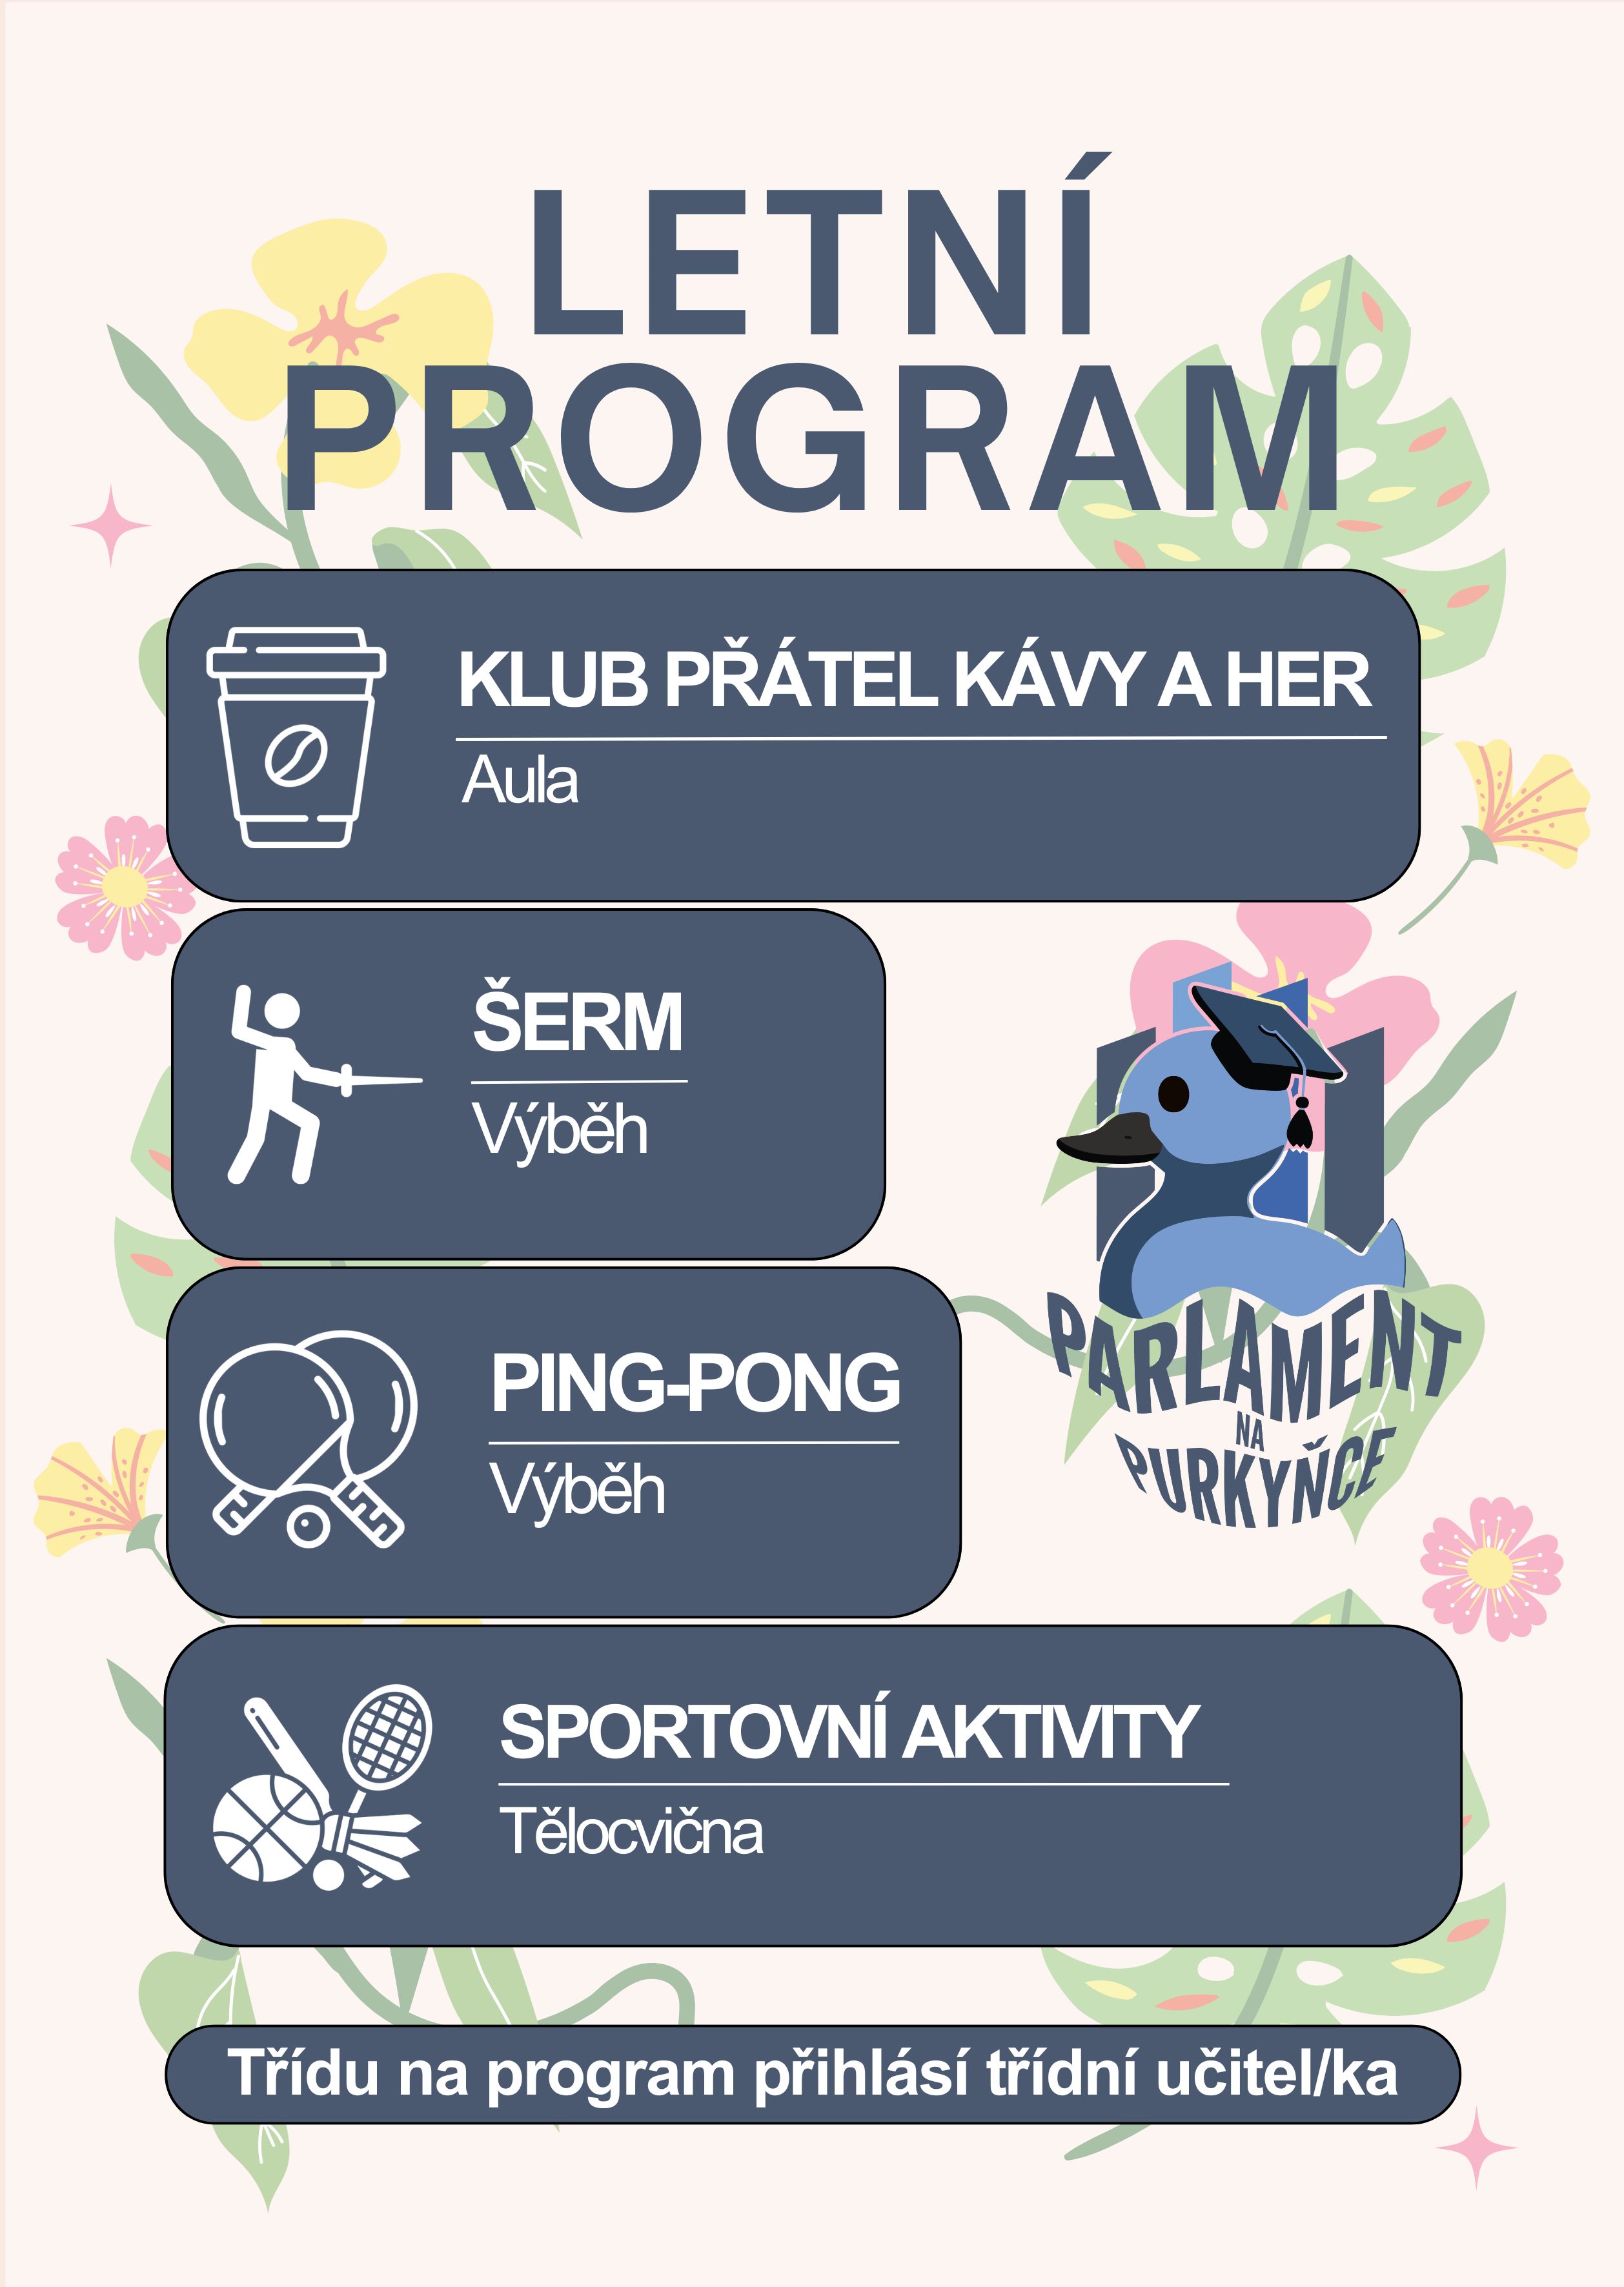 LETNÍ
PROGRAM
KLUB PŘÁTEL KÁVY A HER
Aula
ŠERM
Výběh
PING-PONG
Výběh
PARLAMENT
NA
PURKYŇCE
SPORTOVNÍ AKTIVITY
Tělocvična
Třídu na program přihlásí třídní učitel/ka